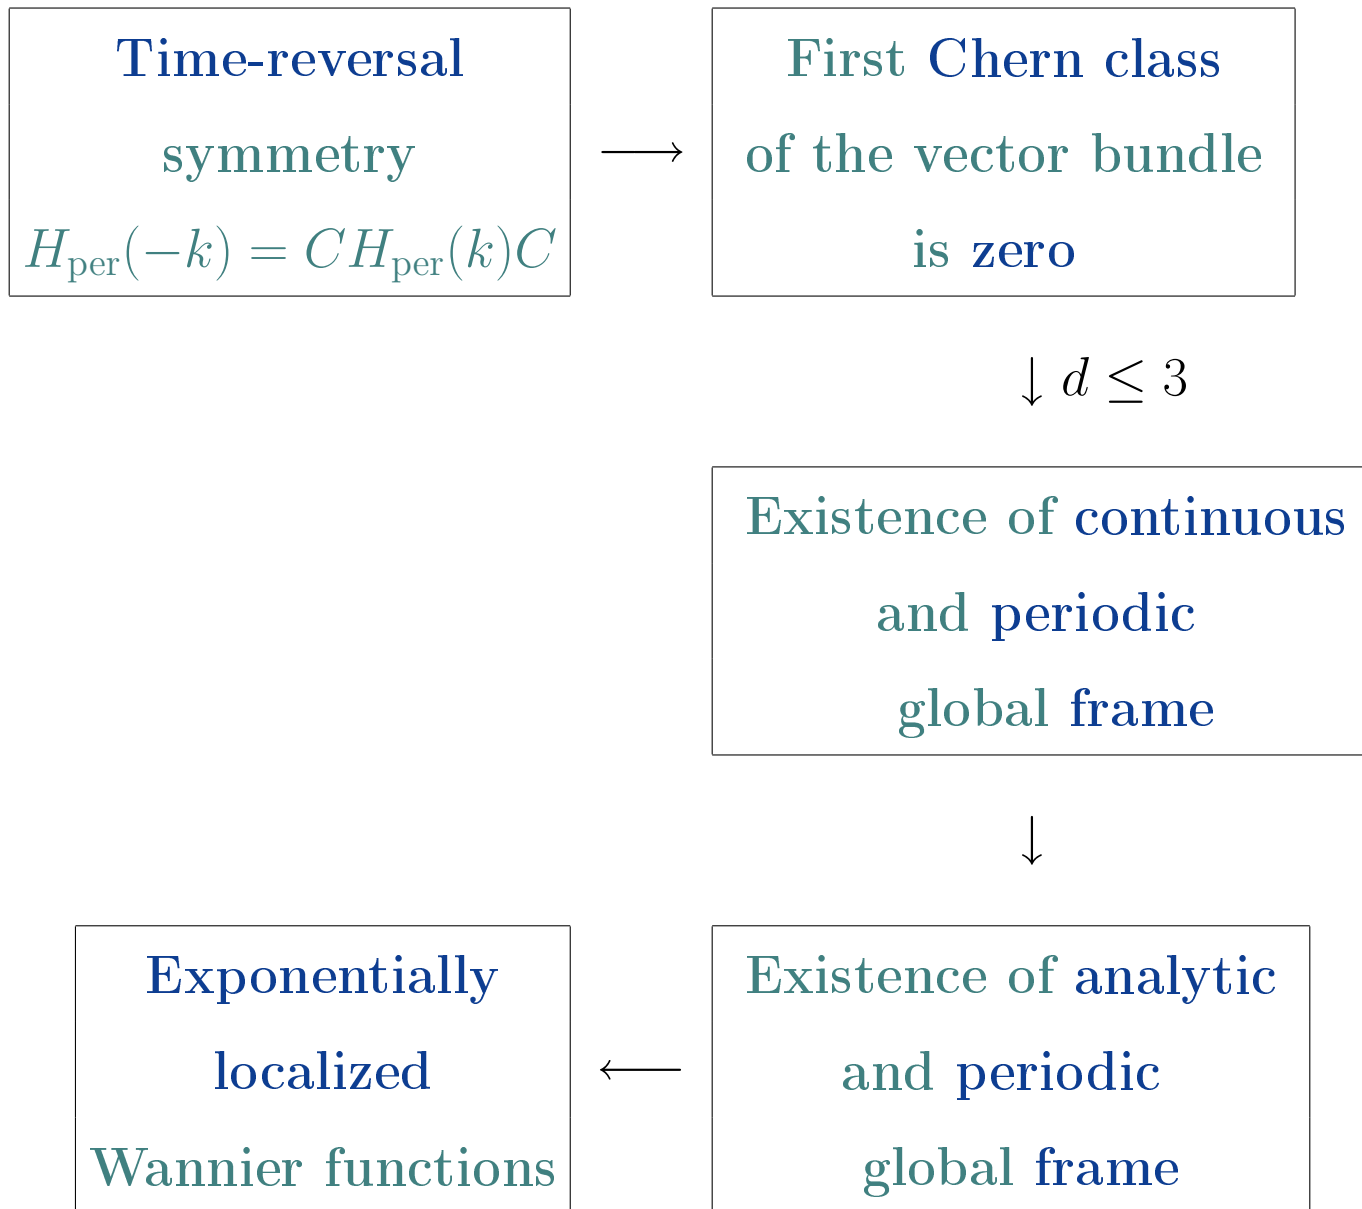 Time-reversal
symmetry
H_per(−k) = CH_per(k)C
⟶
First Chern class
of the vector bundle
is zero
↓ d ≤ 3
Existence of continuous
and periodic
global frame
↓
Existence of analytic
and periodic
global frame
⟵
Exponentially
localized
Wannier functions